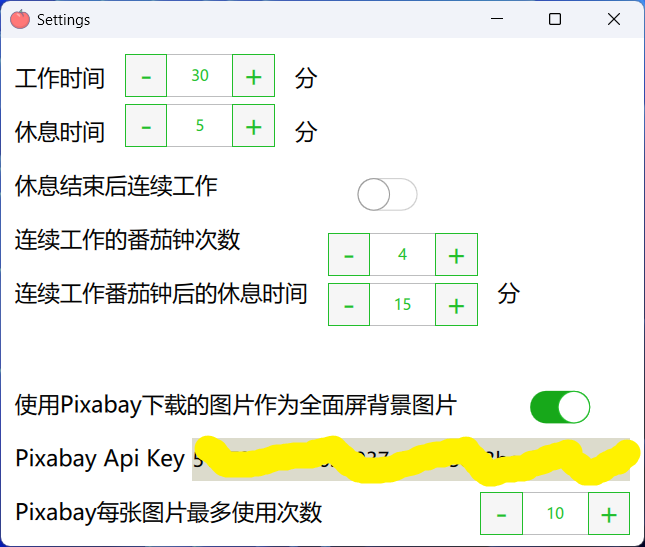 Settings
工作时间 - 30 + 分
休息时间 - 5 + 分
休息结束后连续工作
连续工作的番茄钟次数 - 4 +
连续工作番茄钟后的休息时间 - 15 + 分
使用Pixabay下载的图片作为全面屏背景图片
Pixabay Api Key
Pixabay每张图片最多使用次数 - 10 +